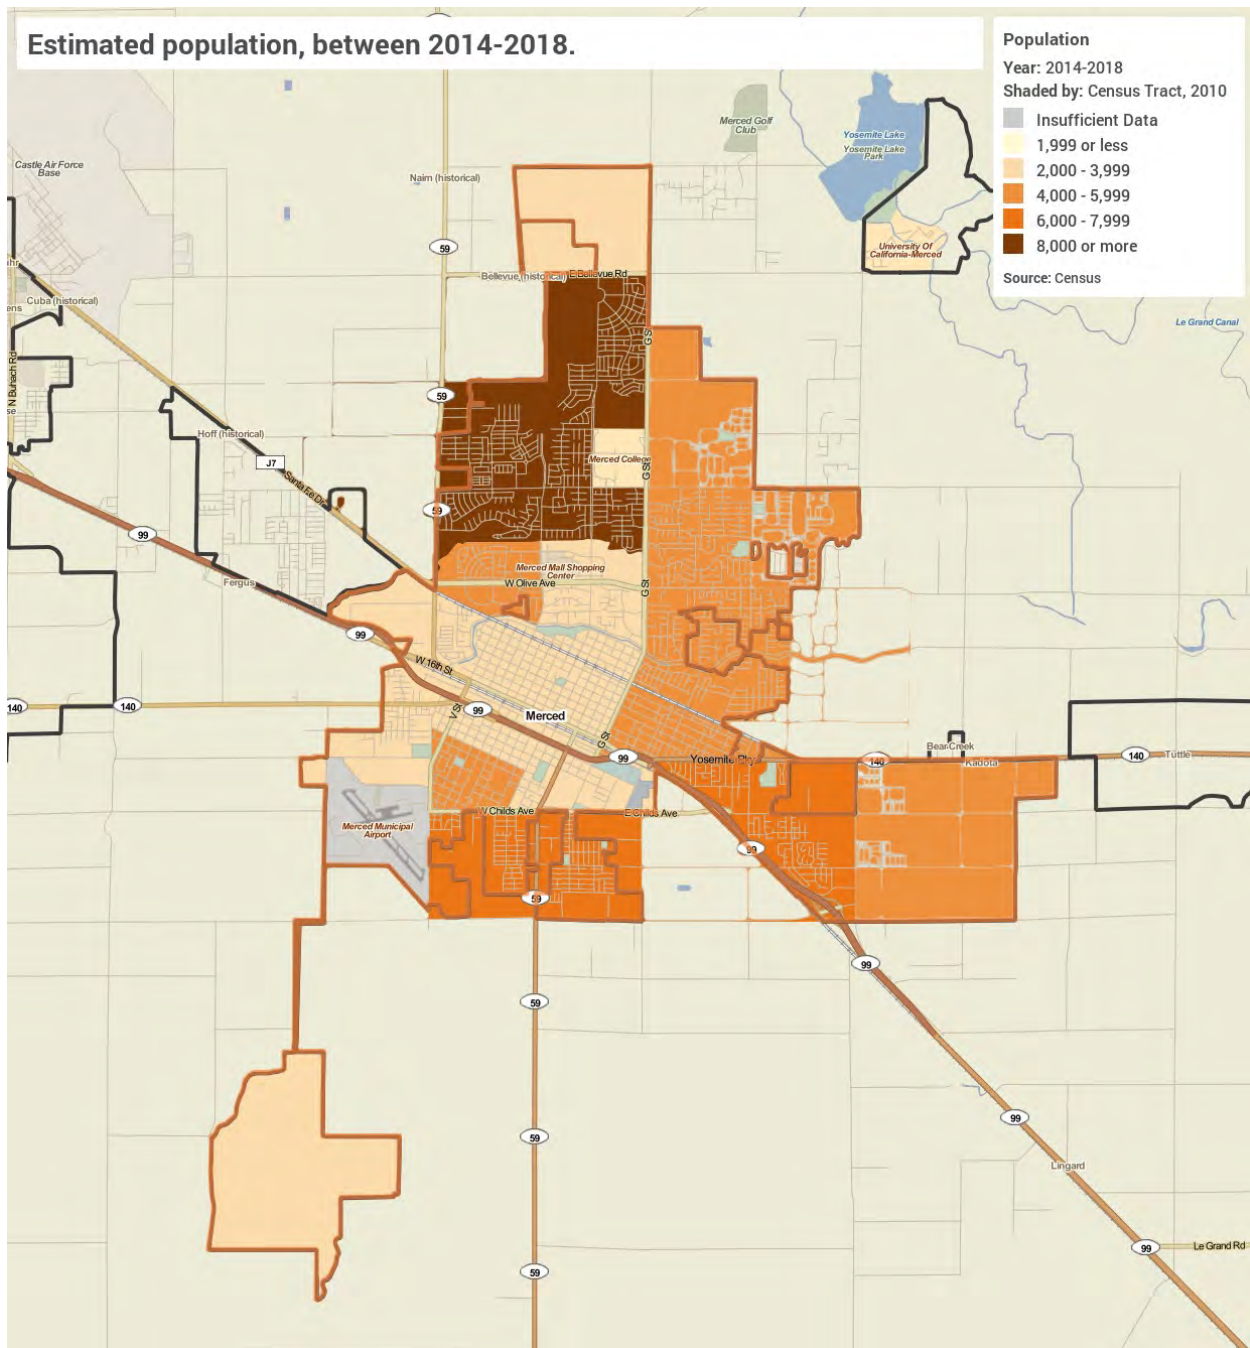 Estimated population, between 2014-2018.
Population
Year: 2014-2018
Shaded by: Census Tract, 2010
Insufficient Data
1,999 or less
2,000 - 3,999
4,000 - 5,999
6,000 - 7,999
8,000 or more
Source: Census
Merced Golf
Club
Yosemite Lake
Yosemite Lake
Park
Castle Air Force
Base
Nairn (historical)
59
University Of
California-Merced
Bellevue (historical)
E Bellevue Rd
Cuba (historical)
Le Grand Canal
G St
N Buhach Rd
59
Hoff (historical)
J7
Merced College
G St
Santa Fe Dr
59
99
Merced Mall Shopping
Center
W Olive Ave
G St
Fergus
99
W 16th St
140
140
V St
99
Merced
G St
99
Yosemite Pky
140
Bear Creek
Kadota
140
Tuttle
W Childs Ave
E Childs Ave
Merced Municipal
Airport
99
59
99
59
99
59
Lingard
99
Le Grand Rd
59